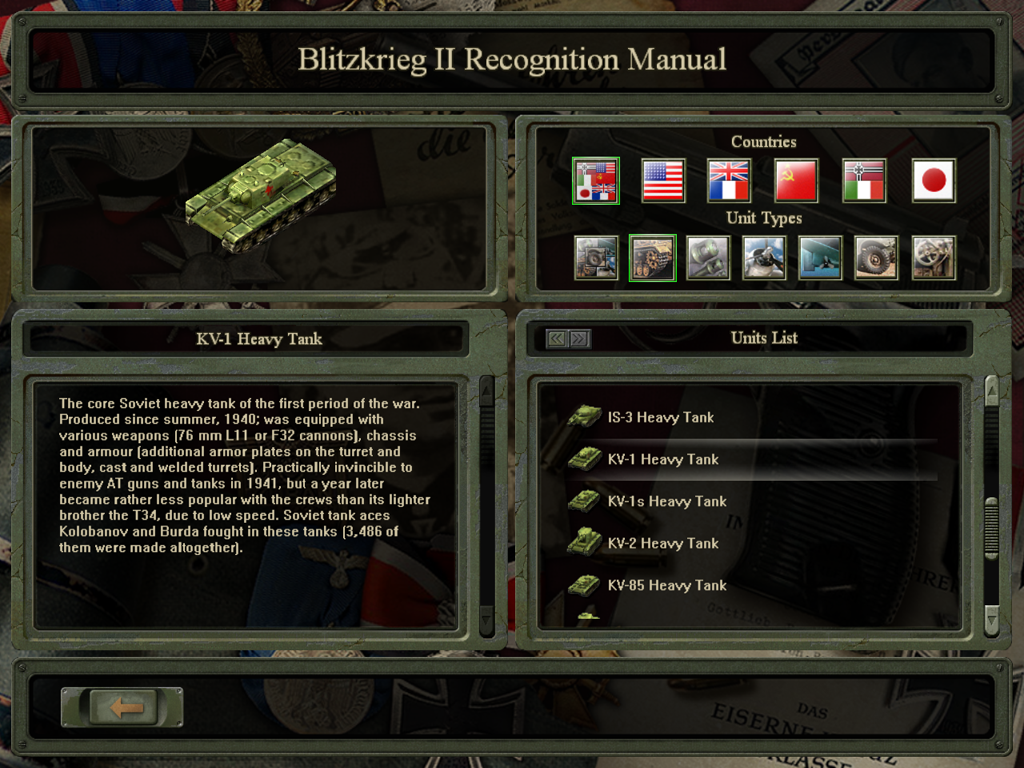 Blitzkrieg II Recognition Manual
die
Countries
Unit Types
KV-1 Heavy Tank
The core Soviet heavy tank of the first period of the war.
Produced since summer, 1940; was equipped with
various weapons (76 mm L11 or F32 cannons), chassis
and armour (additional armor plates on the turret and
body, cast and welded turrets). Practically invincible to
enemy AT guns and tanks in 1941, but a year later
became rather less popular with the crews than its lighter
brother the T34, due to low speed. Soviet tank aces
Kolobanov and Burda fought in these tanks (3,486 of
them were made altogether).
Units List
IS-3 Heavy Tank
KV-1 Heavy Tank
KV-1s Heavy Tank
KV-2 Heavy Tank
KV-85 Heavy Tank
DAS